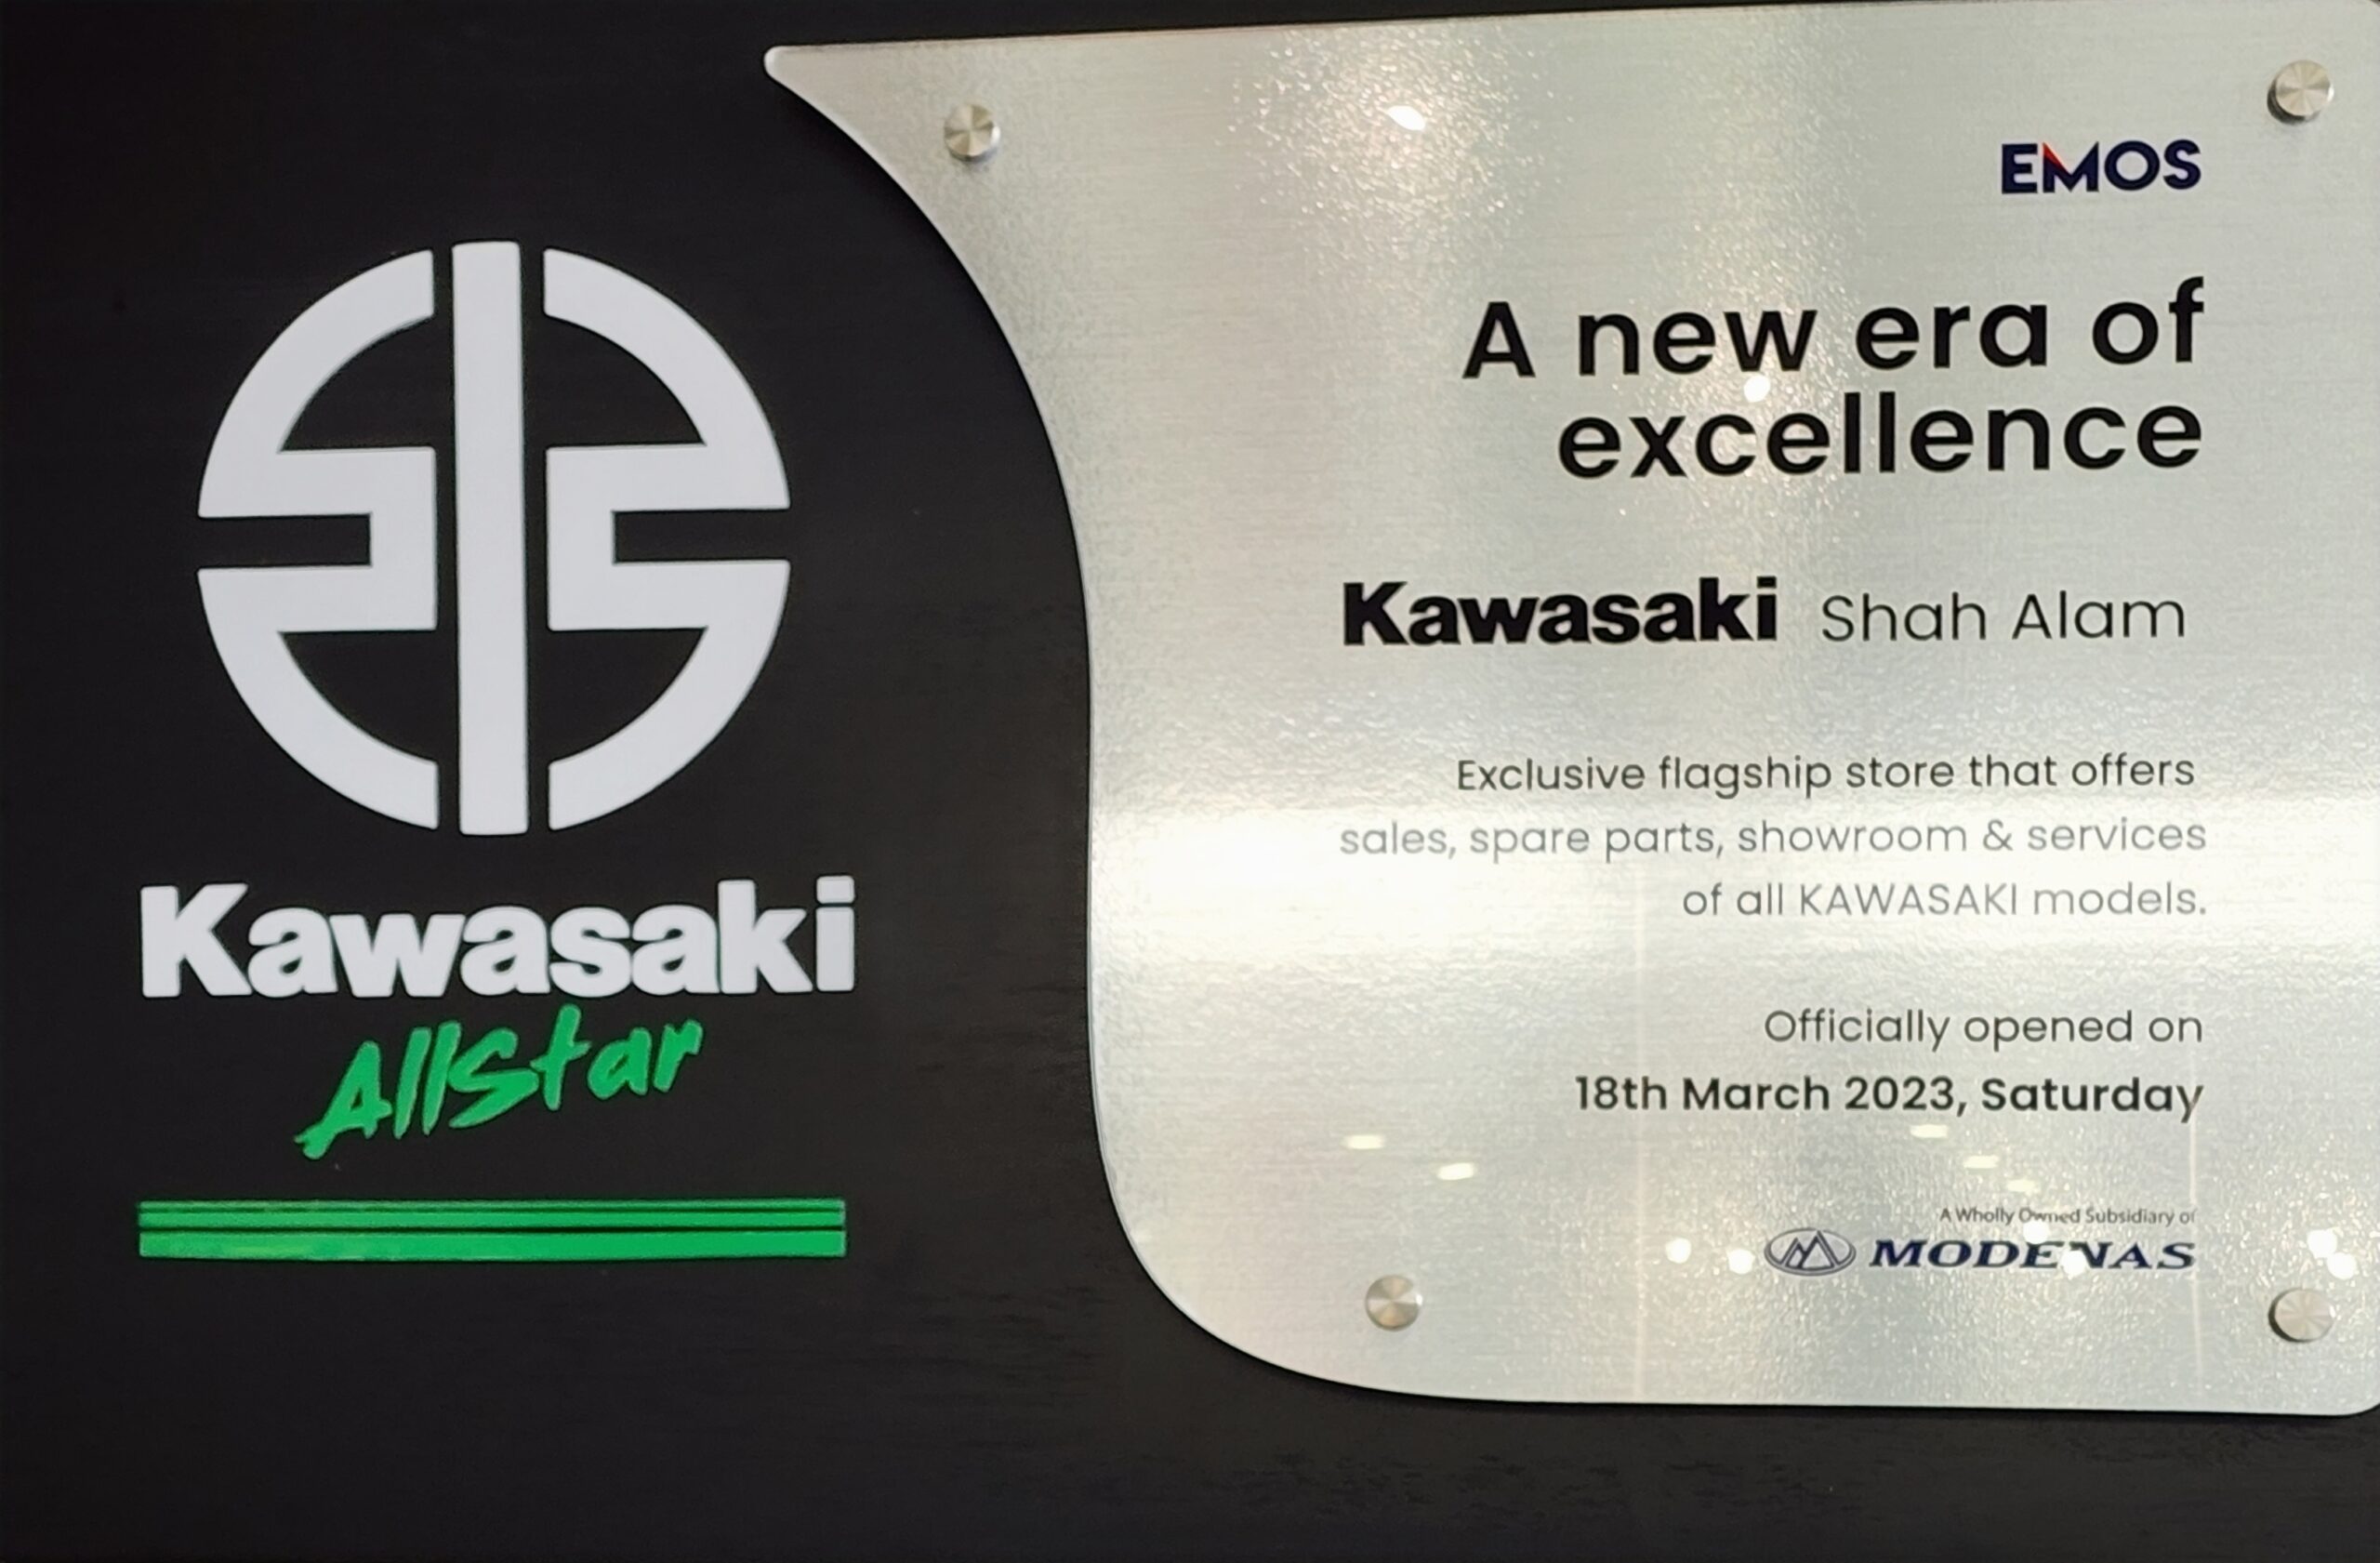 Kawasaki
AllStar
EMOS
A new era of
excellence
Kawasaki Shah Alam
Exclusive flagship store that offers
sales, spare parts, showroom & services
of all KAWASAKI models.
Officially opened on
18th March 2023, Saturday
A Wholly Owned Subsidiary of
MODENAS